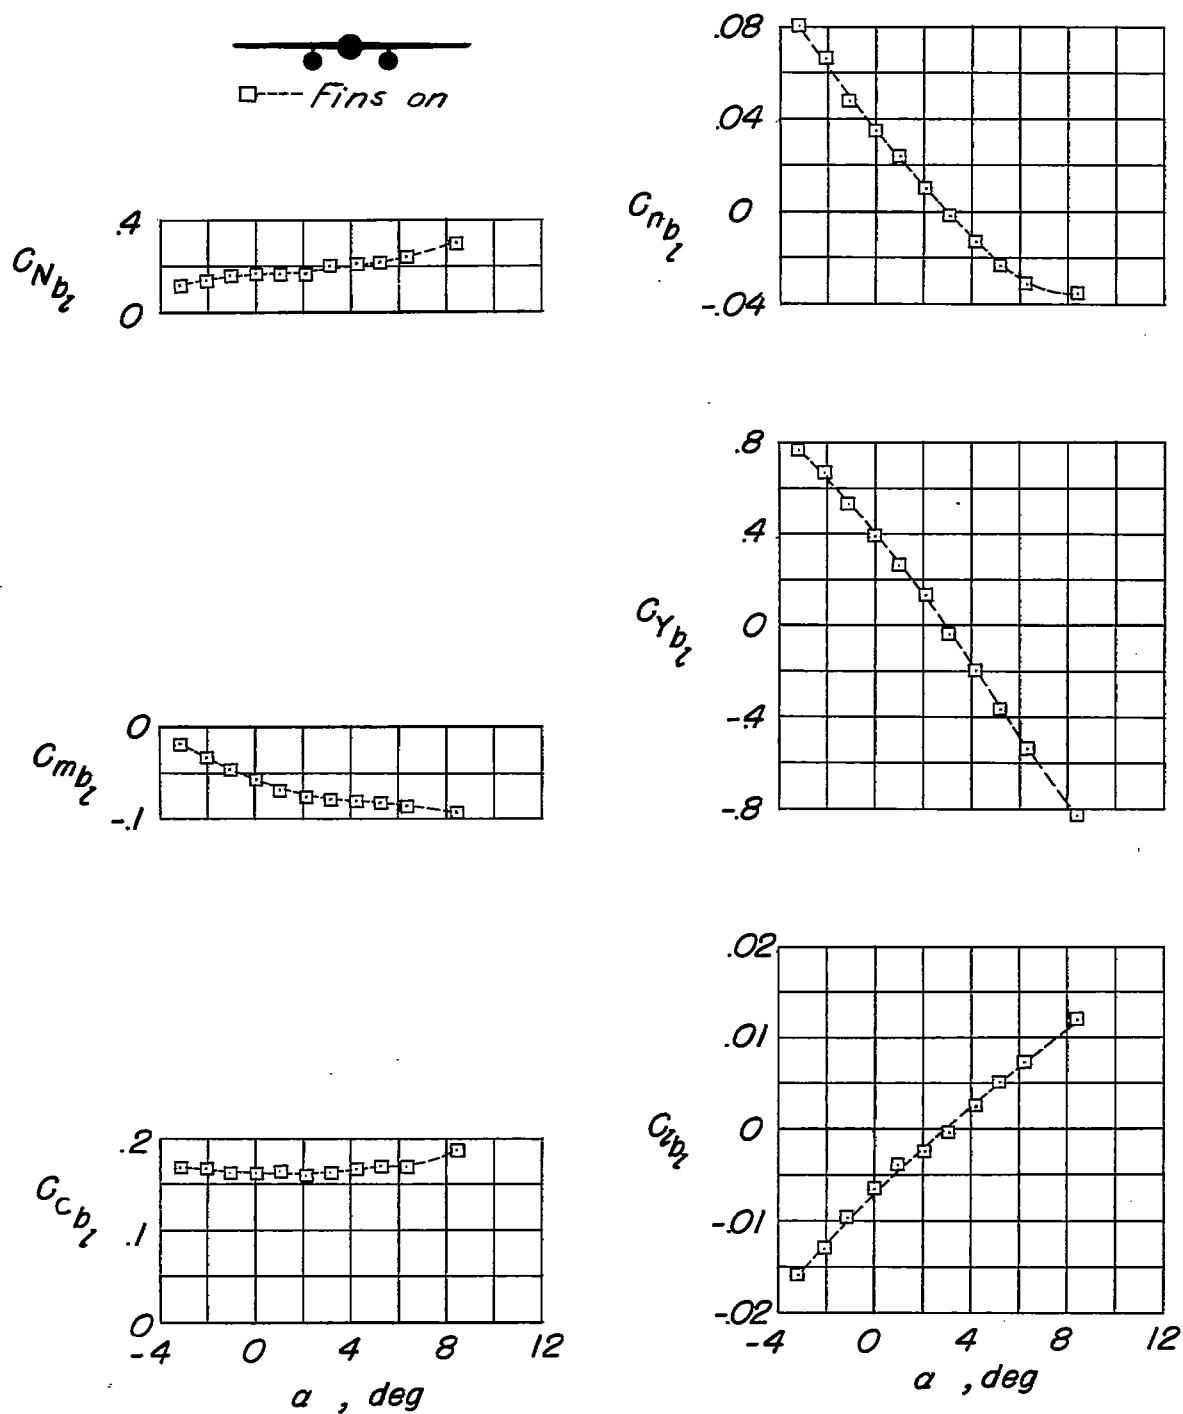 Fins on
.4
C_{N_{b_l}}
0
0
C_{m_{b_l}}
-.1
.2
C_{C_{b_l}}
.1
0
-4 0 4 8 12
α , deg
.08
.04
C_{n_{b_l}}
0
-.04
.8
.4
C_{Y_{b_l}}
0
-.4
-.8
.02
.01
C_{l_{b_l}}
0
-.01
-.02
-4 0 4 8 12
α , deg